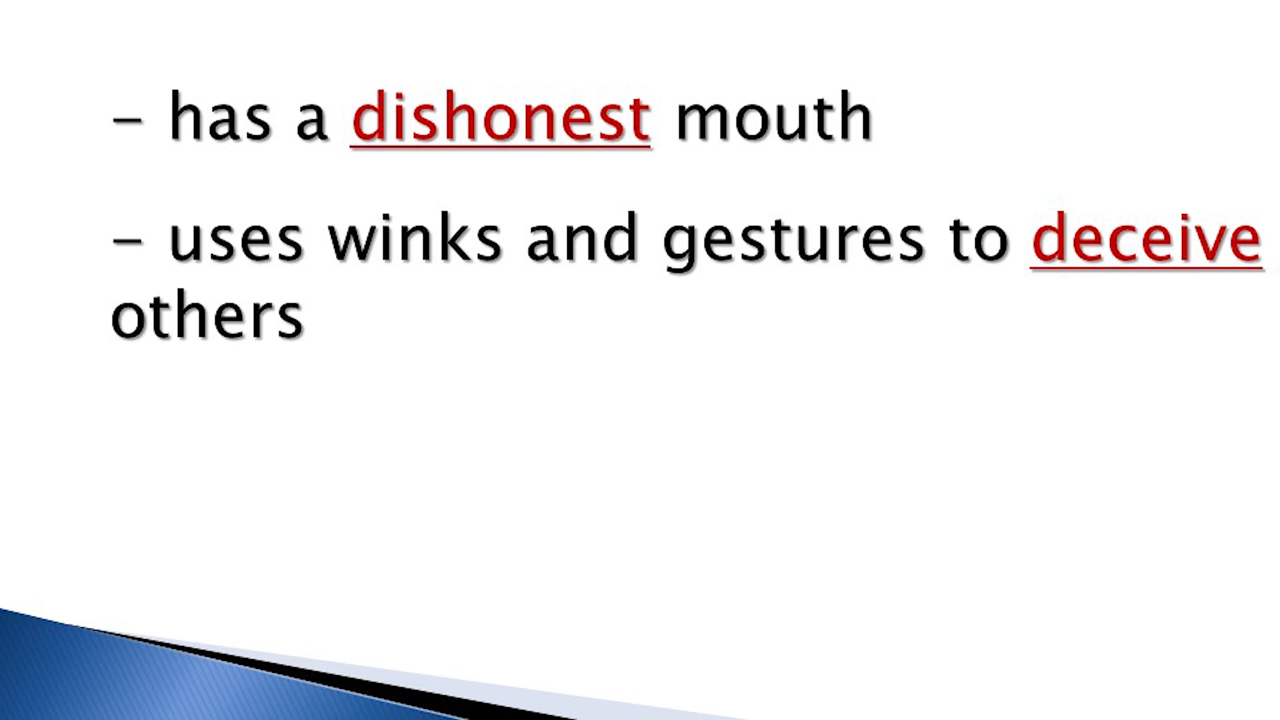 - has a dishonest mouth
- uses winks and gestures to deceive
others